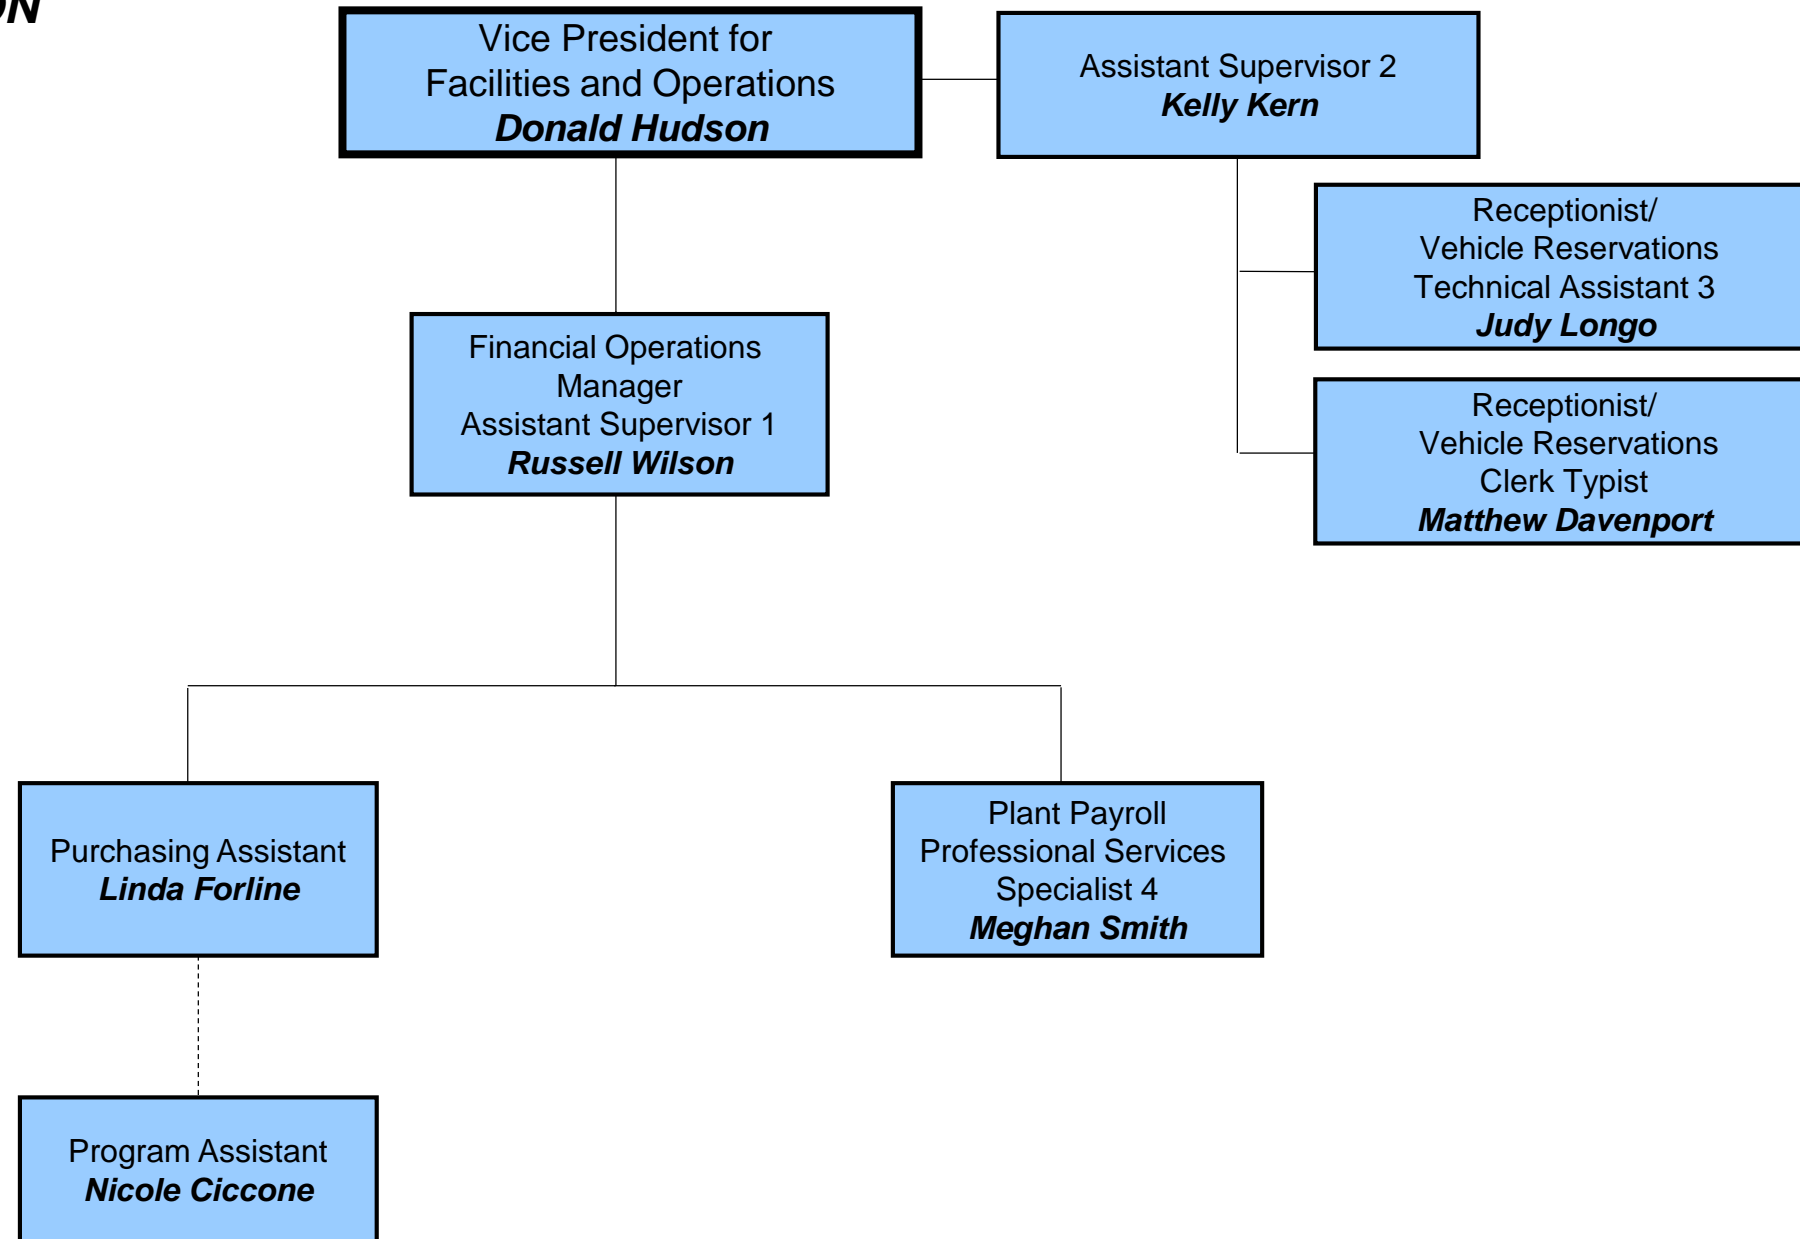 ON
Vice President for
Facilities and Operations
Donald Hudson
Assistant Supervisor 2
Kelly Kern
Receptionist/
Vehicle Reservations
Technical Assistant 3
Judy Longo
Financial Operations
Manager
Assistant Supervisor 1
Russell Wilson
Receptionist/
Vehicle Reservations
Clerk Typist
Matthew Davenport
Purchasing Assistant
Linda Forline
Plant Payroll
Professional Services
Specialist 4
Meghan Smith
Program Assistant
Nicole Ciccone